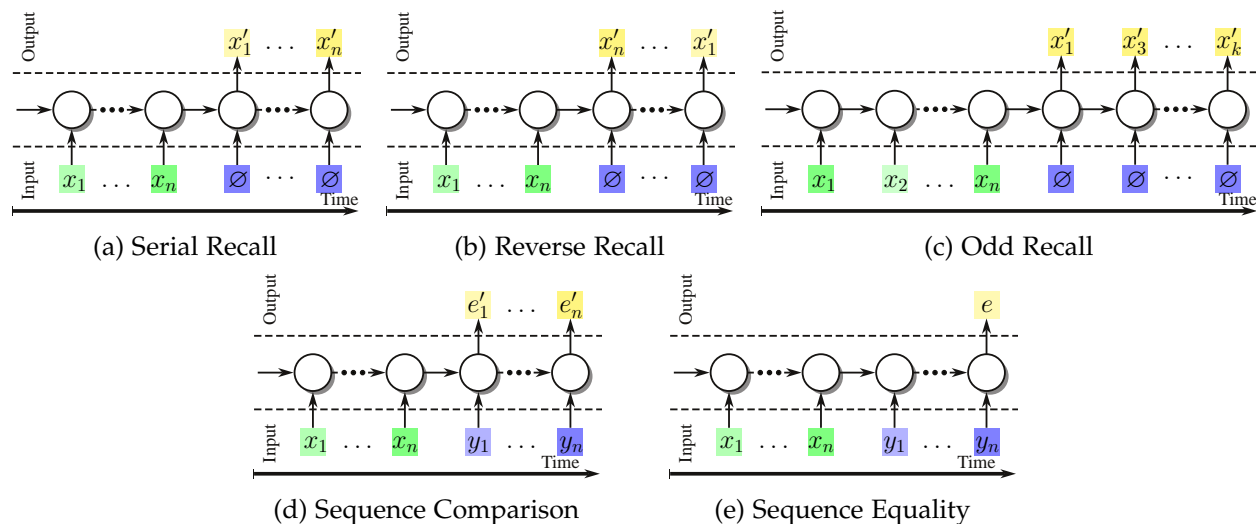 Output x′₁ ... x′ₙ
Input x₁ ... xₙ ∅ ... ∅
Time
(a) Serial Recall
Output x′ₙ ... x′₁
Input x₁ ... xₙ ∅ ... ∅
Time
(b) Reverse Recall
Output x′₁ x′₃ ... x′ₖ
Input x₁ x₂ ... xₙ ∅ ∅ ... ∅
Time
(c) Odd Recall
Output e′₁ ... e′ₙ
Input x₁ ... xₙ y₁ ... yₙ
Time
(d) Sequence Comparison
Output e
Input x₁ ... xₙ y₁ ... yₙ
Time
(e) Sequence Equality